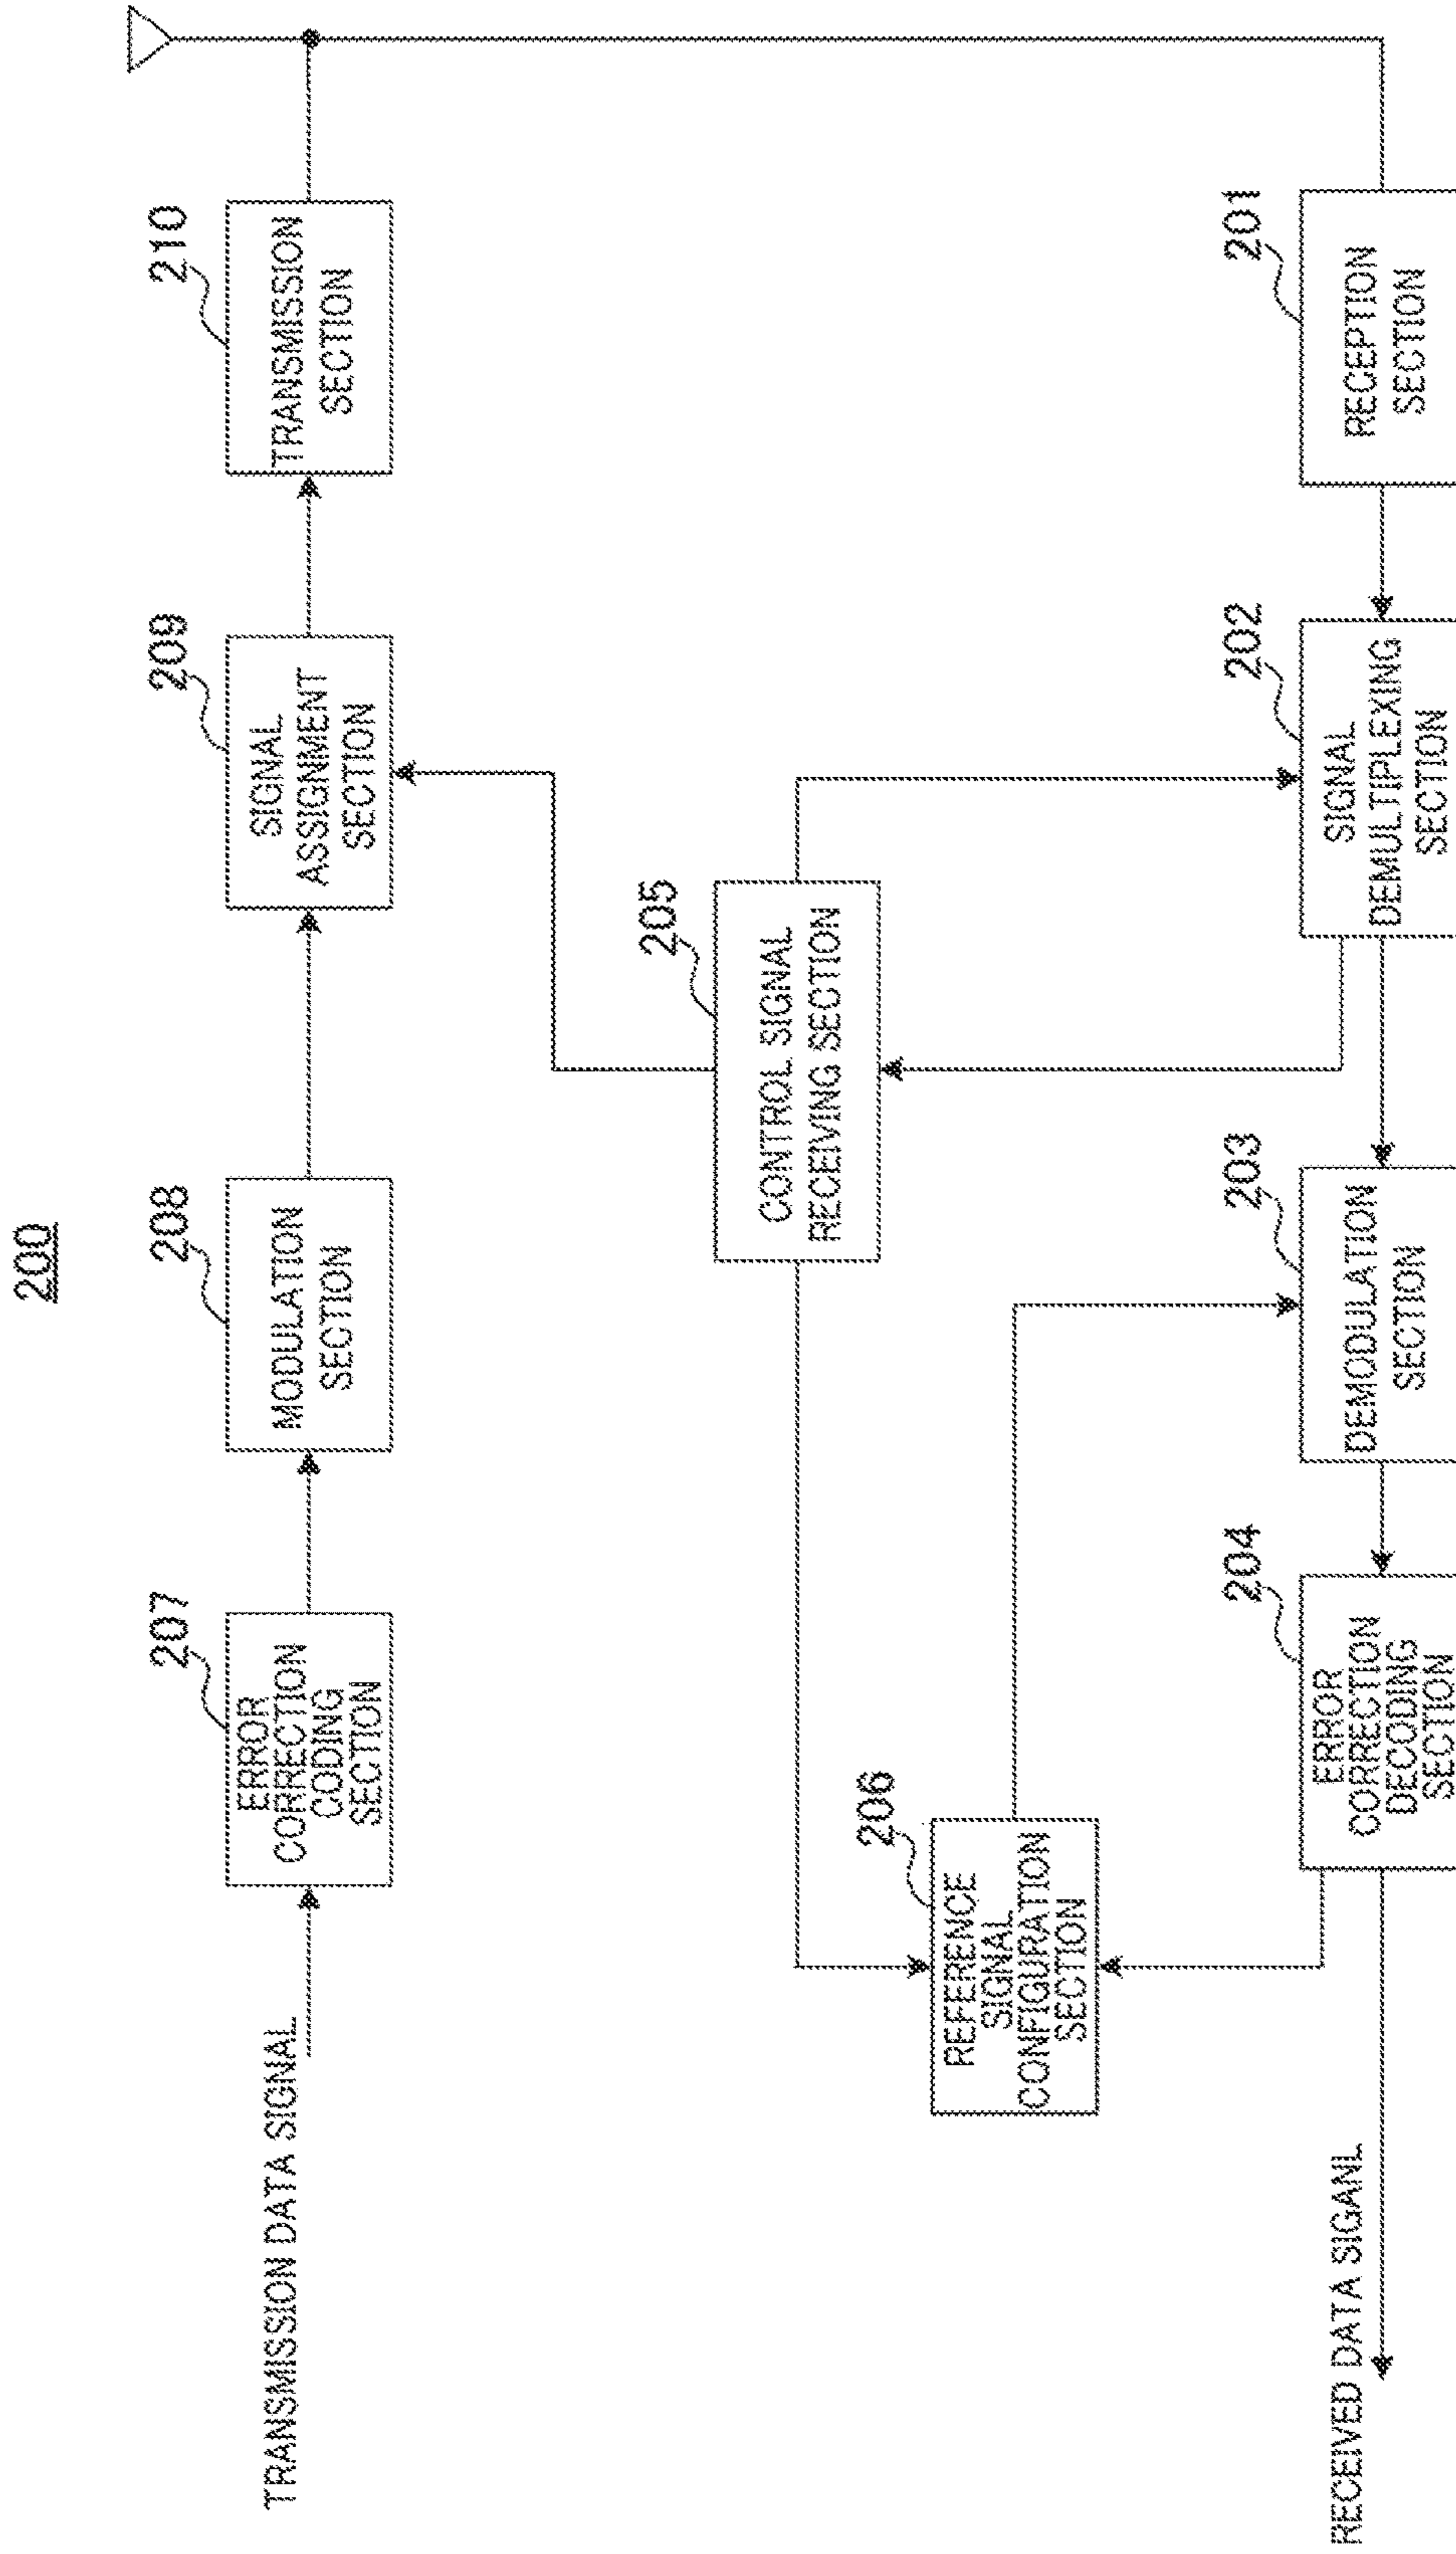 200
TRANSMISSION DATA SIGNAL
207
ERROR
CORRECTION
CODING
SECTION
208
MODULATION
SECTION
209
SIGNAL
ASSIGNMENT
SECTION
210
TRANSMISSION
SECTION
205
CONTROL SIGNAL
RECEIVING SECTION
206
REFERENCE
SIGNAL
CONFIGURATION
SECTION
RECEIVED DATA SIGANL
204
ERROR
CORRECTION
DECODING
SECTION
203
DEMODULATION
SECTION
202
SIGNAL
DEMULTIPLEXING
SECTION
201
RECEPTION
SECTION